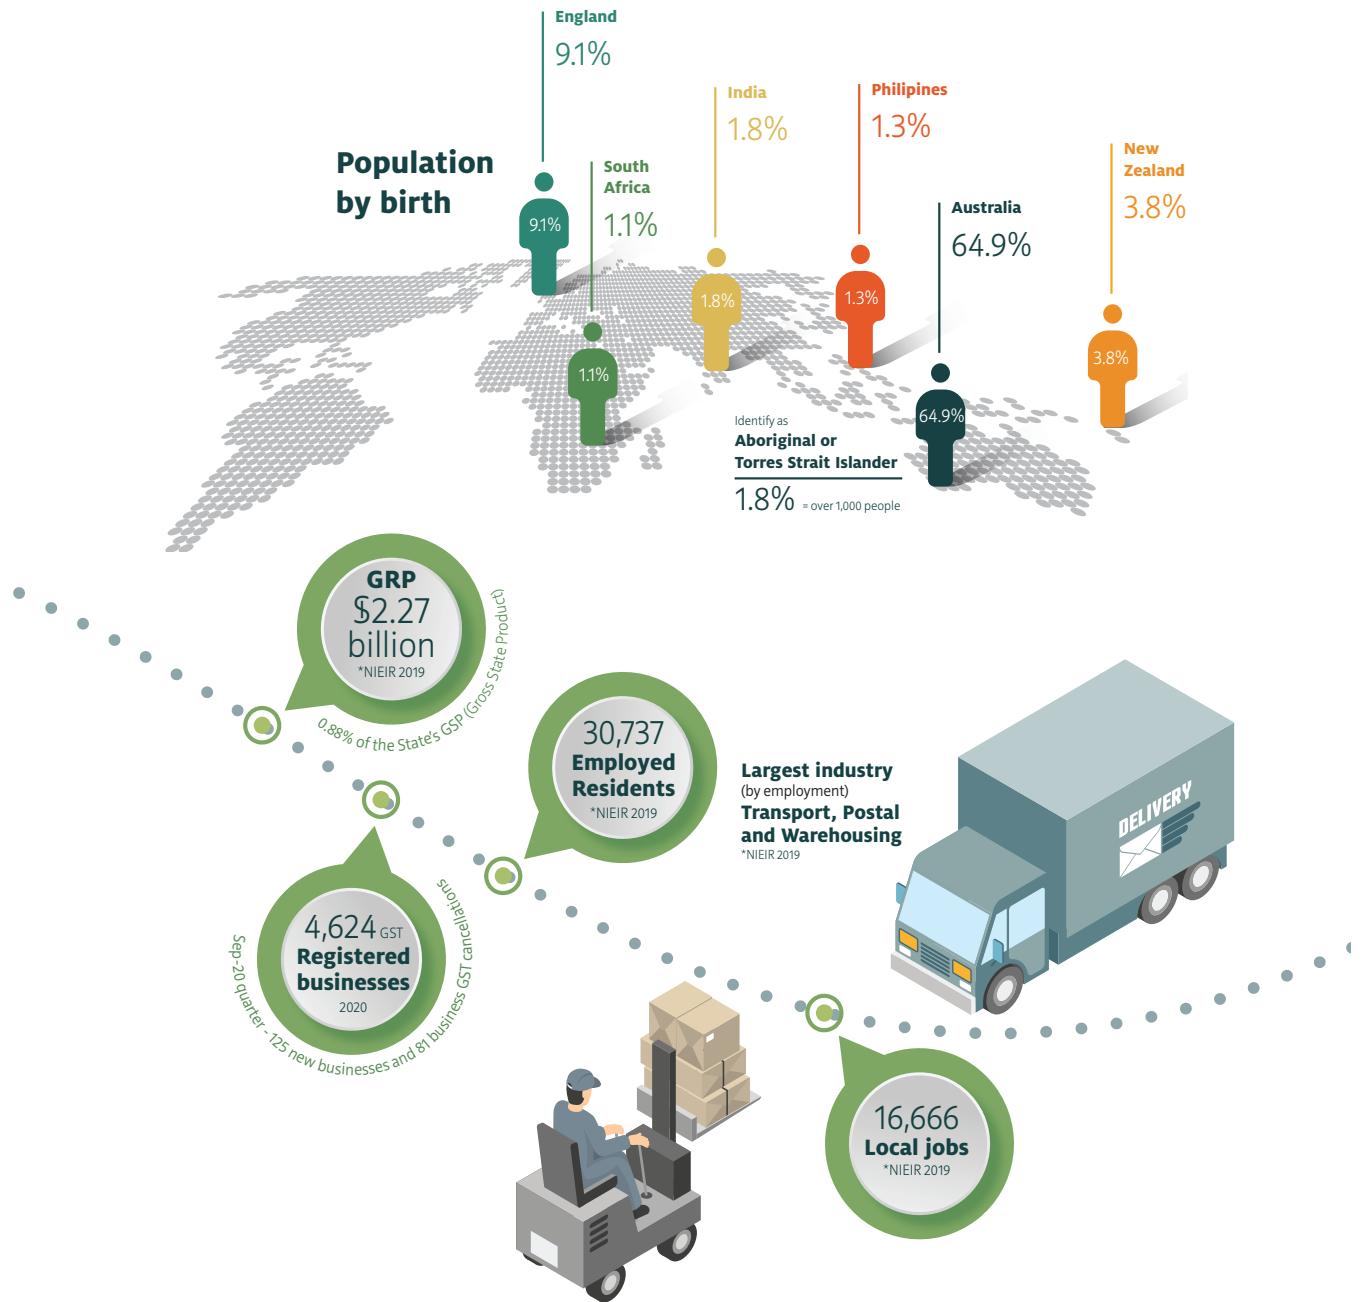 England
9.1%
India
1.8%
Philipines
1.3%
New
Zealand
3.8%
Population
by birth
South
Africa
1.1%
Australia
64.9%
9.1%
1.8%
1.3%
3.8%
1.1%
64.9%
Identify as
Aboriginal or
Torres Strait Islander
1.8% = over 1,000 people
GRP
$2.27
billion
*NIEIR 2019
0.88% of the State's GSP (Gross State Product)
30,737
Employed
Residents
*NIEIR 2019
Largest industry
(by employment)
Transport, Postal
and Warehousing
*NIEIR 2019
DELIVERY
4,624 GST
Registered
businesses
2020
Sep-20 quarter - 125 new businesses and 81 business GST cancellations
16,666
Local jobs
*NIEIR 2019